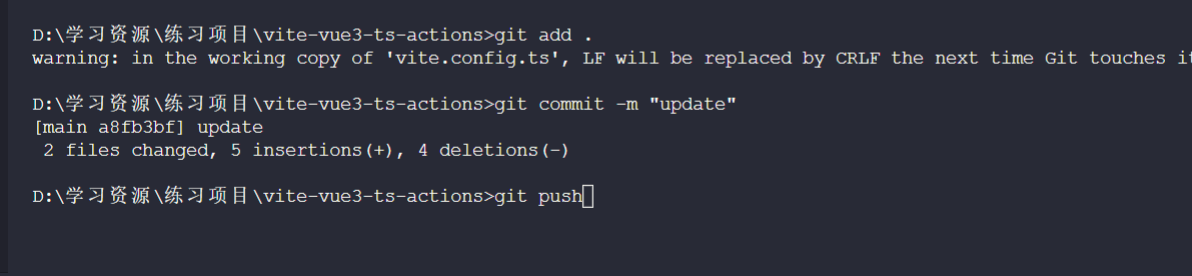 D:\学习资源\练习项目\vite-vue3-ts-actions>git add .
warning: in the working copy of 'vite.config.ts', LF will be replaced by CRLF the next time Git touches it
D:\学习资源\练习项目\vite-vue3-ts-actions>git commit -m "update"
[main a8fb3bf] update
2 files changed, 5 insertions(+), 4 deletions(-)
D:\学习资源\练习项目\vite-vue3-ts-actions>git push